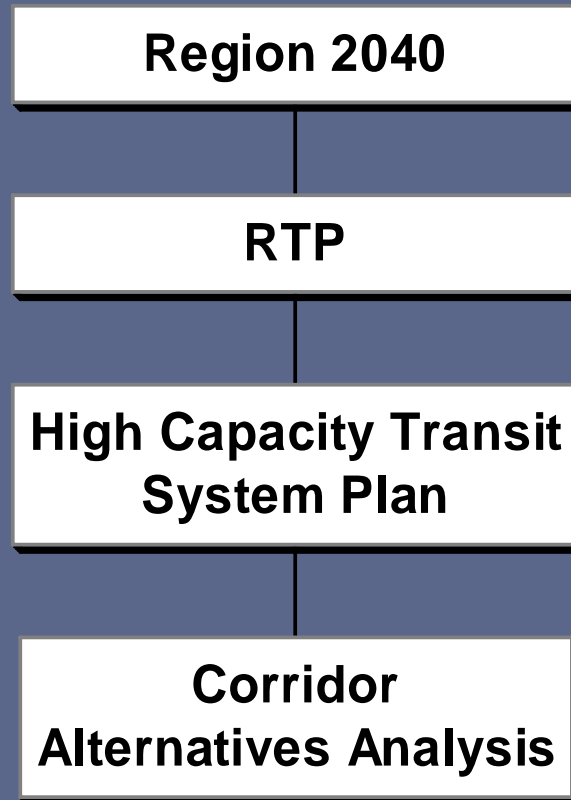 Region 2040
RTP
High Capacity Transit
System Plan
Corridor
Alternatives Analysis